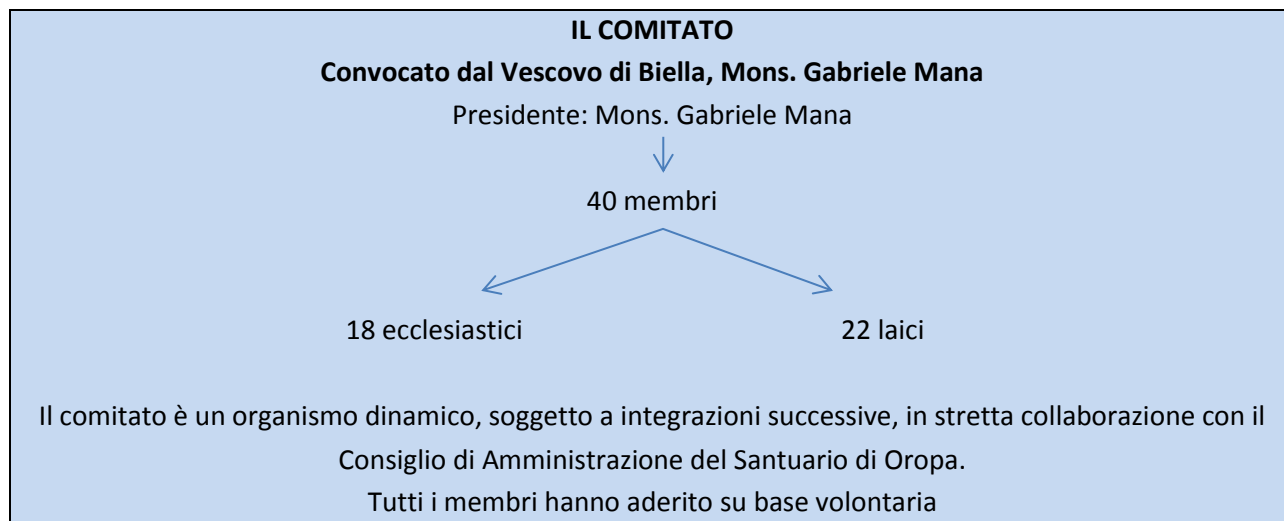 IL COMITATO
Convocato dal Vescovo di Biella, Mons. Gabriele Mana
Presidente: Mons. Gabriele Mana
40 membri
18 ecclesiastici
22 laici
Il comitato è un organismo dinamico, soggetto a integrazioni successive, in stretta collaborazione con il
Consiglio di Amministrazione del Santuario di Oropa.
Tutti i membri hanno aderito su base volontaria